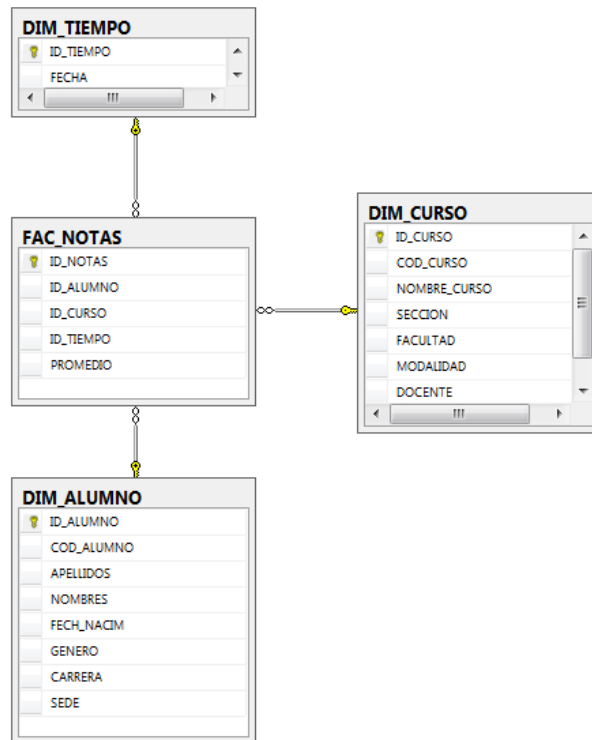 DIM_TIEMPO
ID_TIEMPO
FECHA
FAC_NOTAS
ID_NOTAS
ID_ALUMNO
ID_CURSO
ID_TIEMPO
PROMEDIO
DIM_CURSO
ID_CURSO
COD_CURSO
NOMBRE_CURSO
SECCION
FACULTAD
MODALIDAD
DOCENTE
DIM_ALUMNO
ID_ALUMNO
COD_ALUMNO
APELLIDOS
NOMBRES
FECH_NACIM
GENERO
CARRERA
SEDE